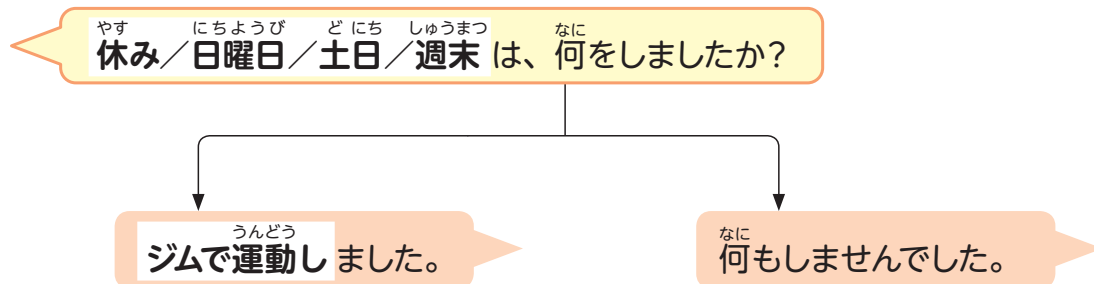 やす にちようび どにち しゅうまつ なに
休み／日曜日／土日／週末は、何をしましたか？
うんどう
ジムで運動しました。
なに
何もしませんでした。